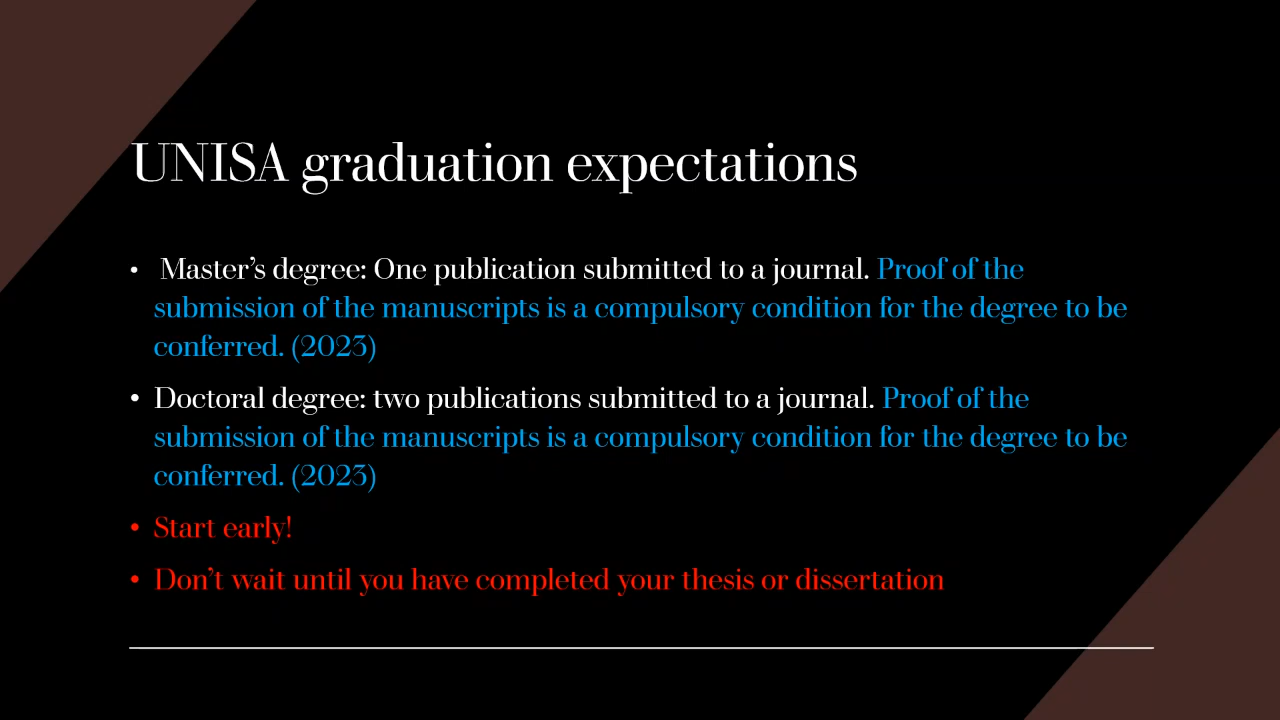 UNISA graduation expectations
• Master’s degree: One publication submitted to a journal. Proof of the
submission of the manuscripts is a compulsory condition for the degree to be
conferred. (2023)
• Doctoral degree: two publications submitted to a journal. Proof of the
submission of the manuscripts is a compulsory condition for the degree to be
conferred. (2023)
• Start early!
• Don’t wait until you have completed your thesis or dissertation